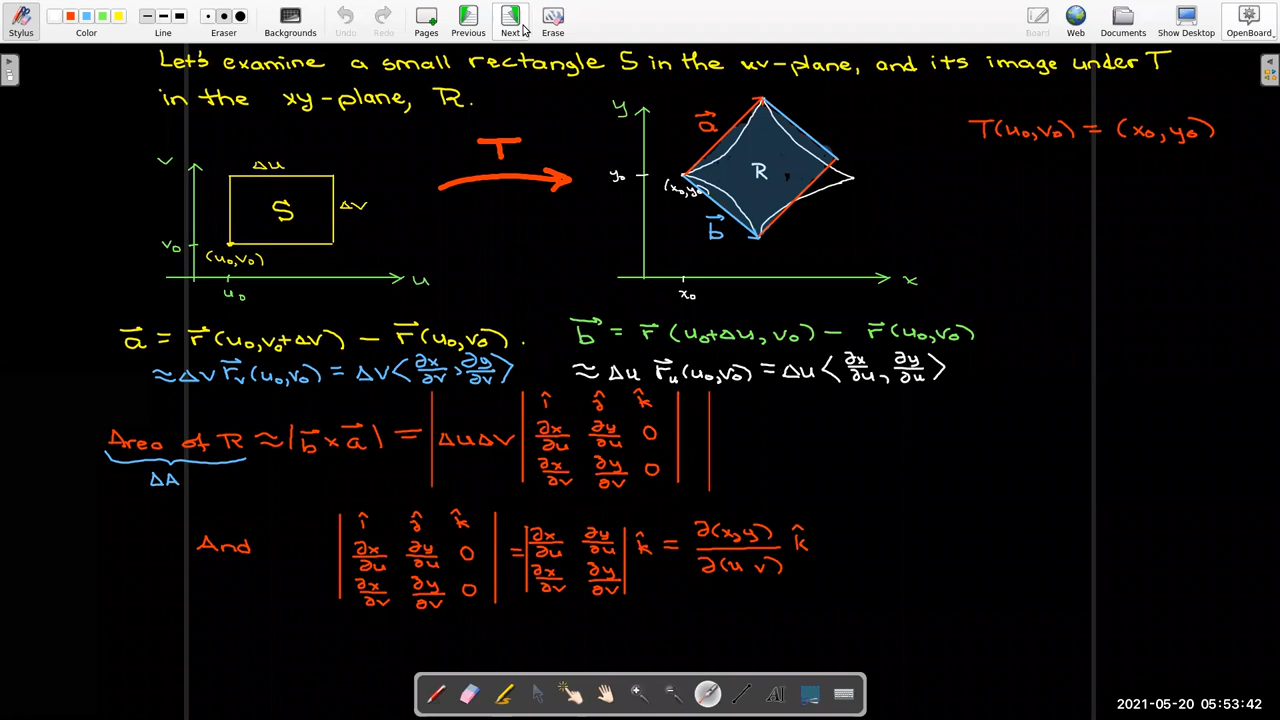 Stylus Color Line Eraser Backgrounds Undo Redo Pages Previous Next Erase Board Web Documents Show Desktop OpenBoard
Let's examine a small rectangle S in the uv-plane, and its image under T
in the xy-plane, R.
T(u₀,v₀) = (x₀,y₀)
T
v
Δu
S
Δv
v₀
(u₀,v₀)
u₀
u
y
a⃗
R
y₀
(x₀,y₀)
b⃗
x₀
x
a⃗ = r⃗(u₀,v₀+Δv) − r⃗(u₀,v₀).
≈ Δv r⃗ᵥ(u₀,v₀) = Δv⟨∂x/∂v, ∂y/∂v⟩
b⃗ = r⃗(u₀+Δu, v₀) − r⃗(u₀,v₀)
≈ Δu r⃗ᵤ(u₀,v₀) = Δu⟨∂x/∂u, ∂y/∂u⟩
Area of R ≈ |b⃗ × a⃗| = | ΔuΔv | î ĵ k̂ |
| ∂x/∂u ∂y/∂u 0 |
| ∂x/∂v ∂y/∂v 0 | |
ΔA
And | î ĵ k̂ |
| ∂x/∂u ∂y/∂u 0 |
| ∂x/∂v ∂y/∂v 0 |
= | ∂x/∂u ∂y/∂u |
| ∂x/∂v ∂y/∂v | k̂ = ∂(x,y)/∂(u v) k̂
AI
2021-05-20 05:53:42